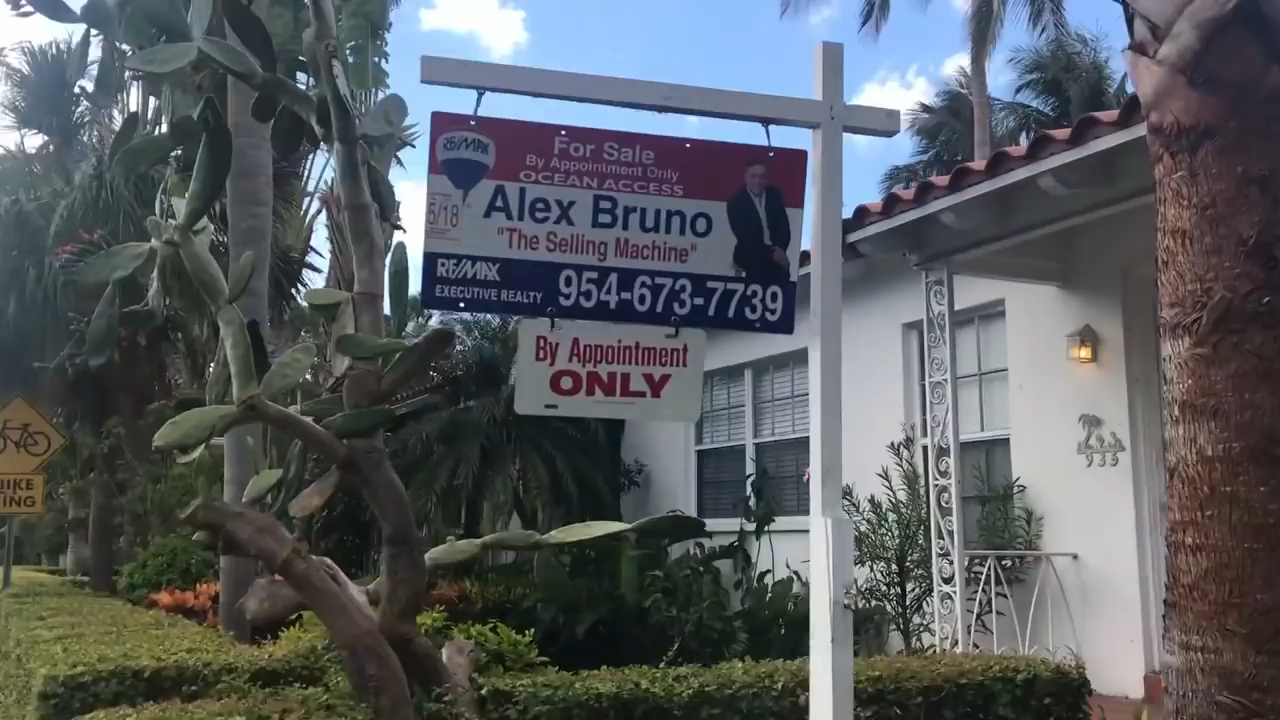 RE/MAX
For Sale
By Appointment Only
OCEAN ACCESS
5/18
Alex Bruno
"The Selling Machine"
RE/MAX
EXECUTIVE REALTY
954-673-7739
By Appointment
ONLY
935